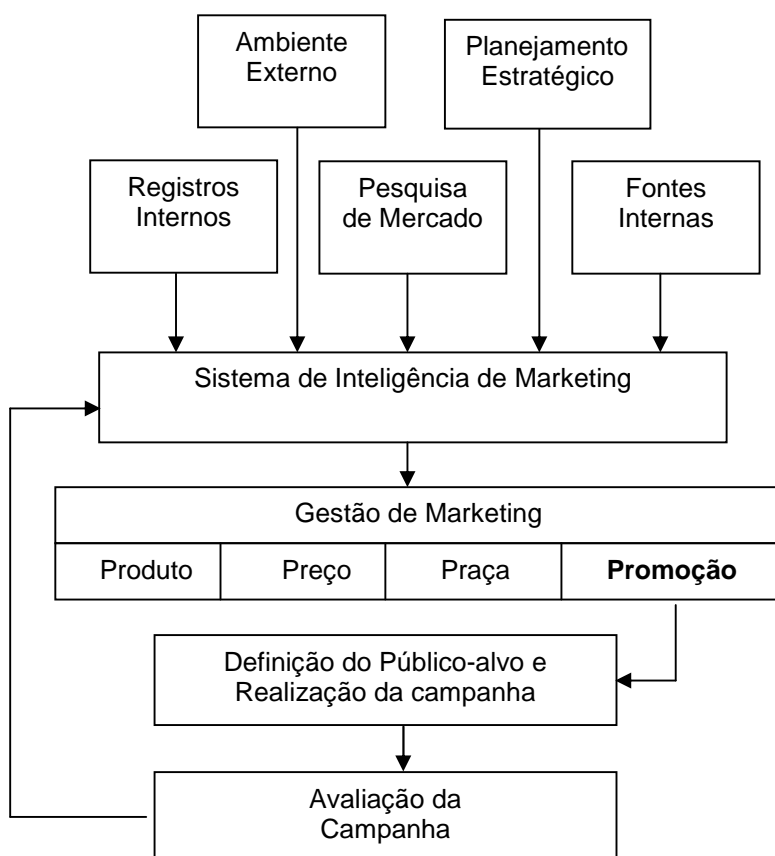 Ambiente
Externo
Planejamento
Estratégico
Registros
Internos
Pesquisa
de Mercado
Fontes
Internas
Sistema de Inteligência de Marketing
Gestão de Marketing
Produto
Preço
Praça
Promoção
Definição do Público-alvo e
Realização da campanha
Avaliação da
Campanha